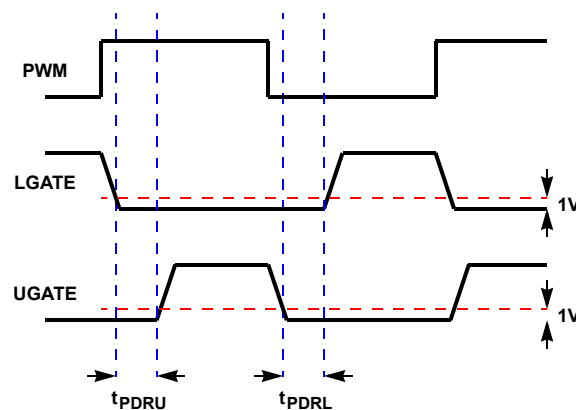 PWM
LGATE
1V
UGATE
1V
tPDRU
tPDRL